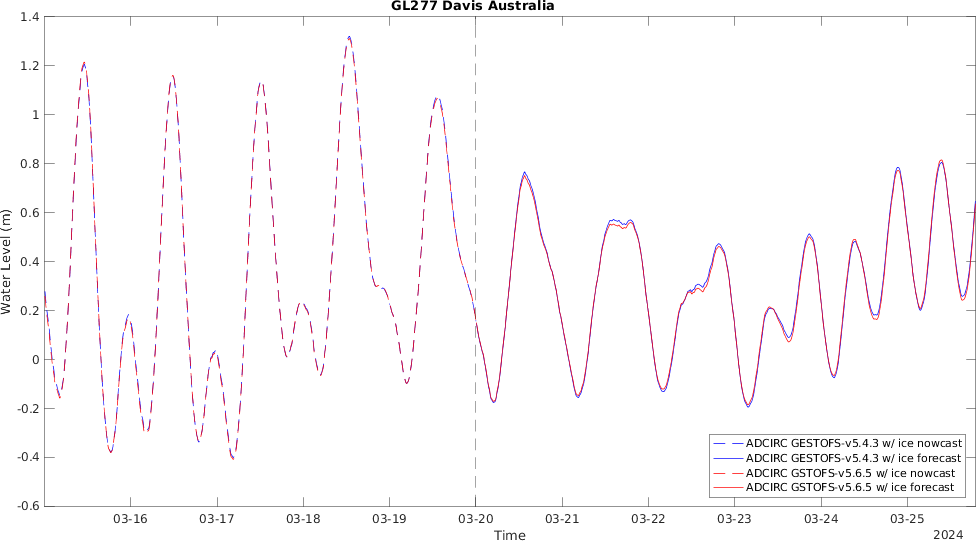 GL277 Davis Australia
1.4
1.2
1
0.8
0.6
0.4
0.2
0
-0.2
-0.4
-0.6
Water Level (m)
ADCIRC GESTOFS-v5.4.3 w/ ice nowcast
ADCIRC GESTOFS-v5.4.3 w/ ice forecast
ADCIRC GSTOFS-v5.6.5 w/ ice nowcast
ADCIRC GSTOFS-v5.6.5 w/ ice forecast
03-16 03-17 03-18 03-19 03-20 03-21 03-22 03-23 03-24 03-25
Time
2024